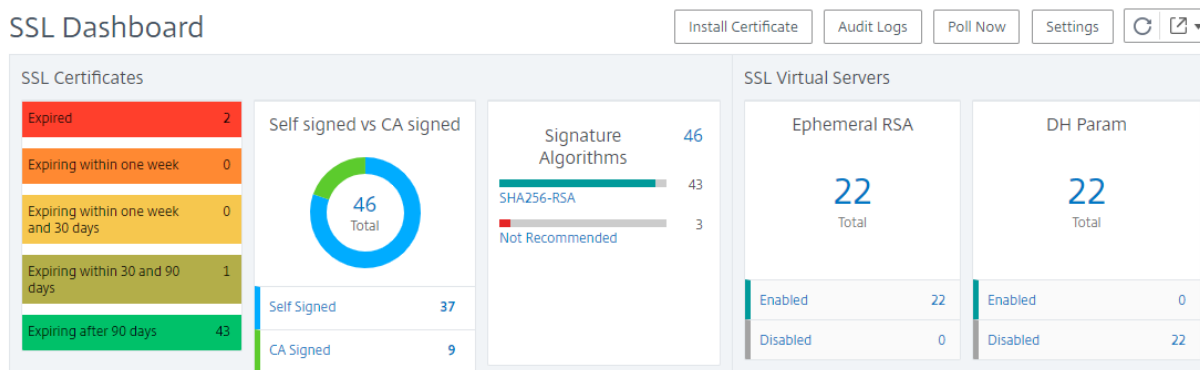 SSL Dashboard
Install Certificate
Audit Logs
Poll Now
Settings
SSL Certificates
Expired 2
Expiring within one week 0
Expiring within one week
and 30 days 0
Expiring within 30 and 90
days 1
Expiring after 90 days 43
Self signed vs CA signed
46
Total
Self Signed 37
CA Signed 9
Signature
Algorithms 46
43
SHA256-RSA
3
Not Recommended
SSL Virtual Servers
Ephemeral RSA
22
Total
Enabled 22
Disabled 0
DH Param
22
Total
Enabled 0
Disabled 22